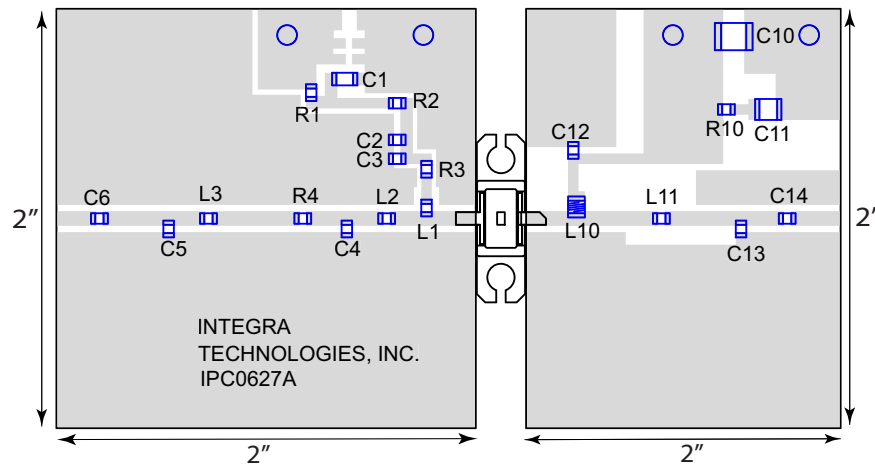 C10
C1
R2
R1
R10
C11
C2
C12
C3
R3
C6
L3
R4
L2
L11
C14
2”
2”
C5
C4
L1
L10
C13
INTEGRA
TECHNOLOGIES, INC.
IPC0627A
2”
2”